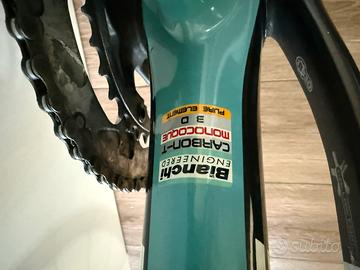 Bianchi
ENGINEERED
CARBON-T
MONOCOQUE
3D
PURE ELEMENT
subito